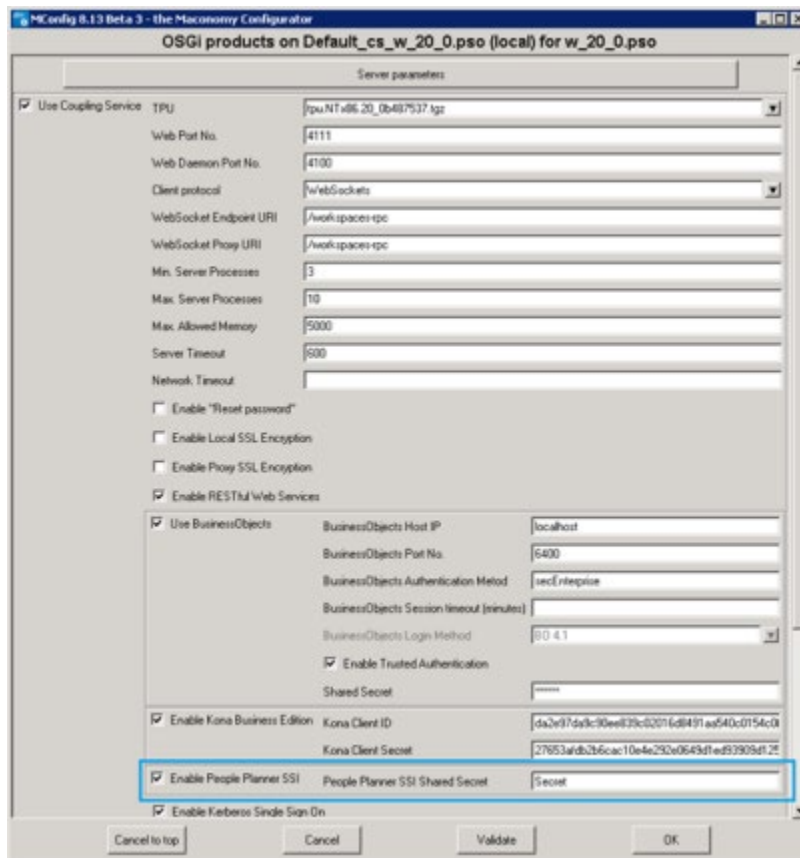 MConfig 8.13 Beta 3 - the Maconomy Configurator
OSGi products on Default_cs_w_20_0.pso (local) for w_20_0.pso
Server parameters
Use Coupling Service TPU tpu.NTx86.20_0b487537.tgz
Web Port No. 4111
Web Daemon Port No. 4100
Client protocol WebSockets
WebSocket Endpoint URI /workspaces-rpc
WebSocket Proxy URI /workspaces-rpc
Min. Server Processes 3
Max. Server Processes 10
Max. Allowed Memory 5000
Server Timeout 600
Network Timeout
Enable "Reset password"
Enable Local SSL Encryption
Enable Proxy SSL Encryption
Enable RESTful Web Services
Use BusinessObjects BusinessObjects Host IP localhost
BusinessObjects Port No. 6400
BusinessObjects Authentication Metod secEnterprise
BusinessObjects Session timeout (minutes)
BusinessObjects Login Method BO 4.1
Enable Trusted Authentication
Shared Secret ******
Enable Kona Business Edition Kona Client ID
Kona Client Secret
Enable People Planner SSI People Planner SSI Shared Secret Secret
Enable Kerberos Single Sign On
Cancel to top Cancel Validate OK